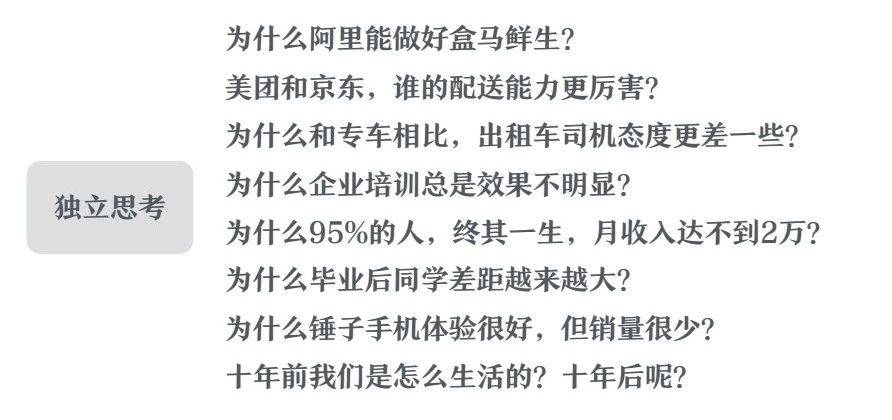 为什么阿里能做好盒马鲜生？
美团和京东，谁的配送能力更厉害？
为什么和专车相比，出租车司机态度更差一些？
独立思考
为什么企业培训总是效果不明显？
为什么95%的人，终其一生，月收入达不到2万？
为什么毕业后同学差距越来越大？
为什么锤子手机体验很好，但销量很少？
十年前我们是怎么生活的？十年后呢？